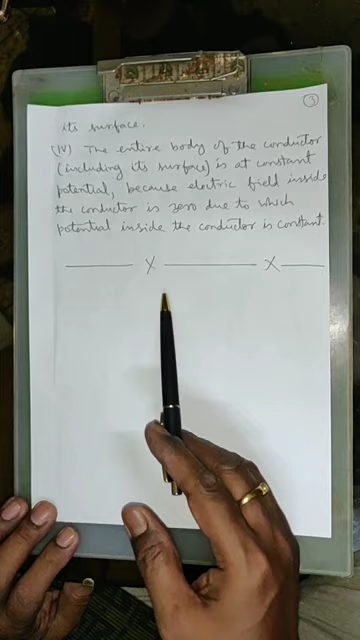 3
its surface.
(IV) The entire body of the conductor
(including its surface) is at constant
potential, because electric field inside
the conductor is zero due to which
potential inside the conductor is constant.